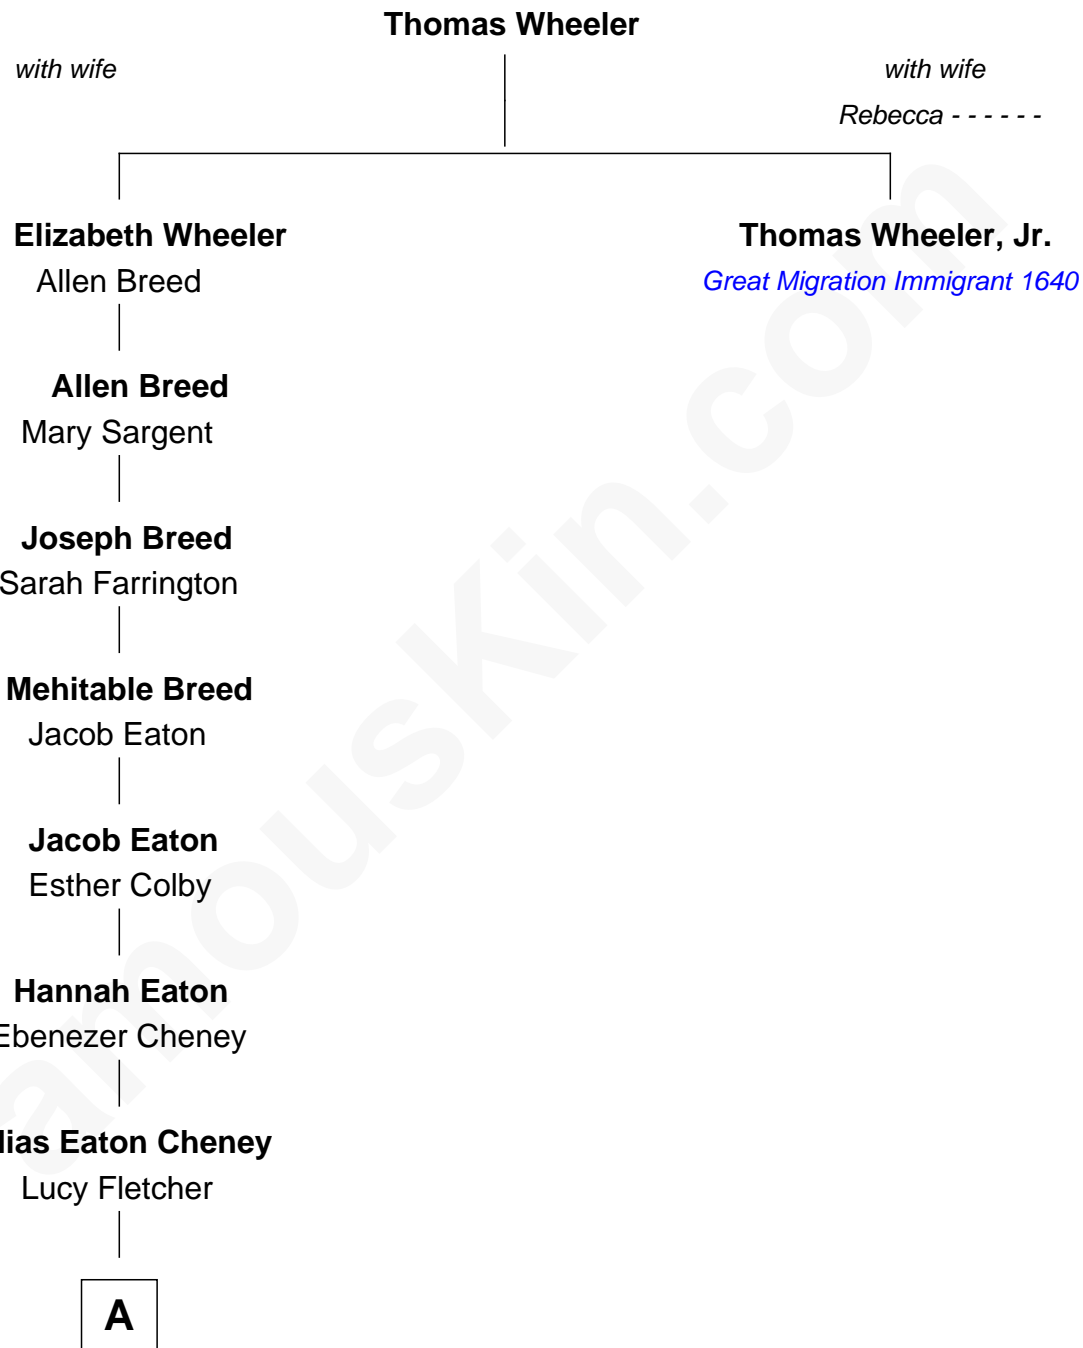 Thomas Wheeler
with wife
with wife
Rebecca - - - - - -
Elizabeth Wheeler
Allen Breed
Thomas Wheeler, Jr.
Great Migration Immigrant 1640
Allen Breed
Mary Sargent
Joseph Breed
Sarah Farrington
Mehitable Breed
Jacob Eaton
Jacob Eaton
Esther Colby
Hannah Eaton
Ebenezer Cheney
lias Eaton Cheney
Lucy Fletcher
A
amouskin.com